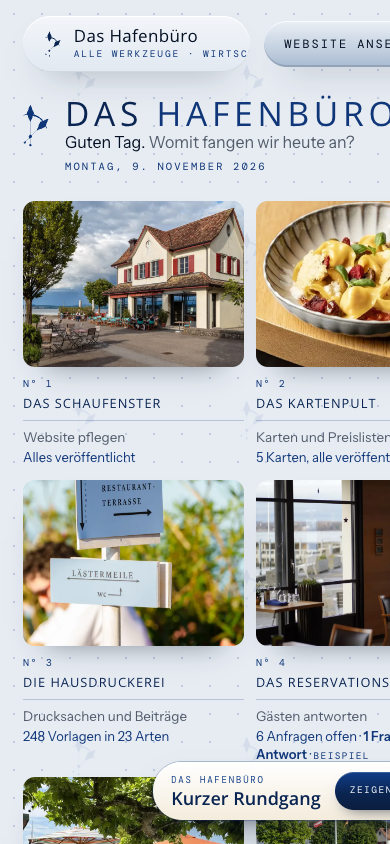 Das Hafenbüro
ALLE WERKZEUGE · WIRTSC
WEBSITE ANSE
DAS HAFENBÜRO
Guten Tag. Womit fangen wir heute an?
MONTAG, 9. NOVEMBER 2026
N° 1
DAS SCHAUFENSTER
Website pflegen
Alles veröffentlicht
N° 2
DAS KARTENPULT
Karten und Preislisten
5 Karten, alle veröffent
RESTAURANT-
TERRASSE
LÄSTERMEILE
WC
N° 3
DIE HAUSDRUCKEREI
Drucksachen und Beiträge
248 Vorlagen in 23 Arten
N° 4
DAS RESERVATIONS
Gästen antworten
6 Anfragen offen · 1 Fra
Antwort · BEISPIEL
DAS HAFENBÜRO
Kurzer Rundgang
ZEIGEN